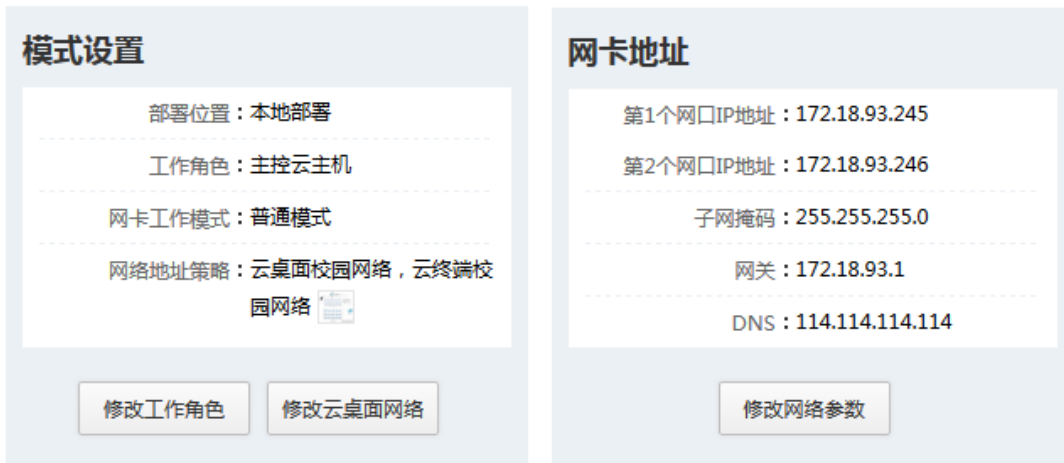 模式设置
部署位置：本地部署
工作角色：主控云主机
网卡工作模式：普通模式
网络地址策略：云桌面校园网络，云终端校
园网络
修改工作角色
修改云桌面网络
网卡地址
第1个网口IP地址：172.18.93.245
第2个网口IP地址：172.18.93.246
子网掩码：255.255.255.0
网关：172.18.93.1
DNS：114.114.114.114
修改网络参数